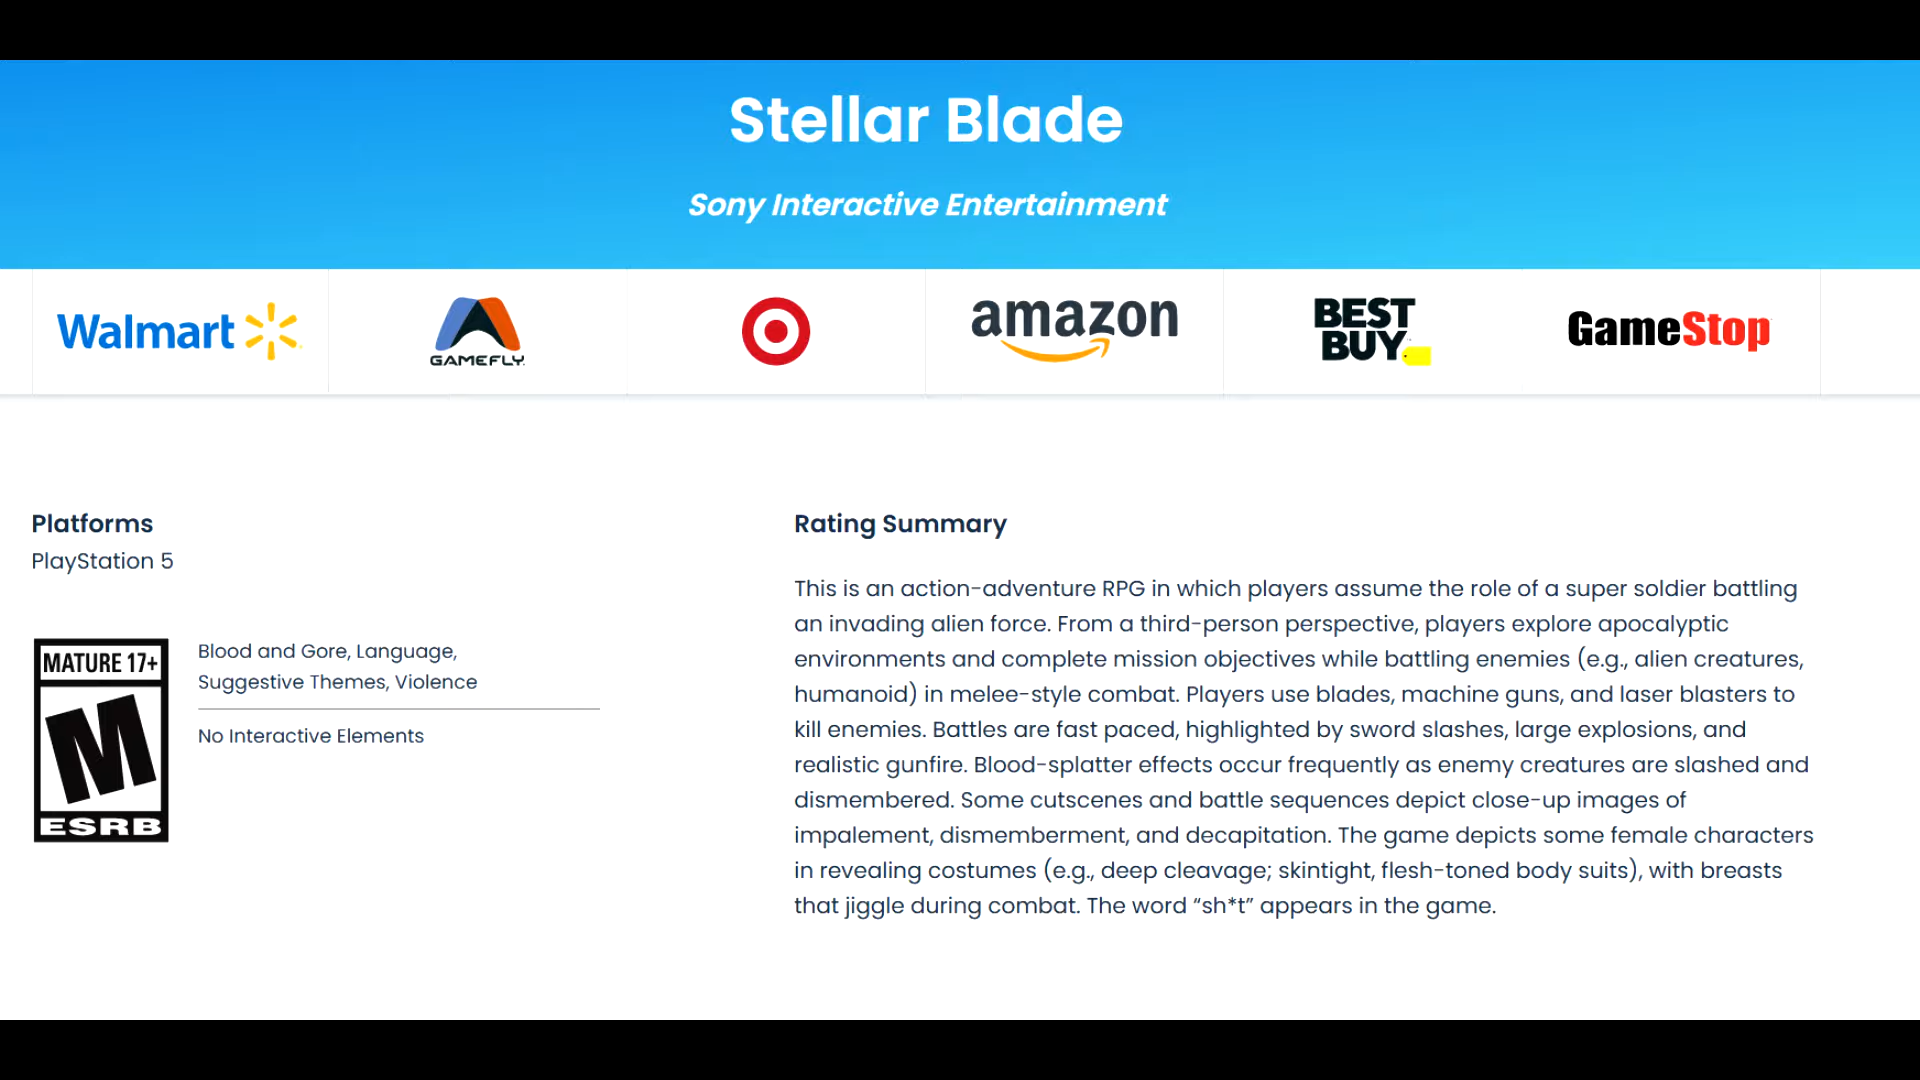 Stellar Blade
Sony Interactive Entertainment
Walmart
GAMEFLY
amazon
BEST
BUY
GameStop
Platforms
PlayStation 5
MATURE 17+
M
ESRB
Blood and Gore, Language,
Suggestive Themes, Violence
No Interactive Elements
Rating Summary
This is an action-adventure RPG in which players assume the role of a super soldier battling
an invading alien force. From a third-person perspective, players explore apocalyptic
environments and complete mission objectives while battling enemies (e.g., alien creatures,
humanoid) in melee-style combat. Players use blades, machine guns, and laser blasters to
kill enemies. Battles are fast paced, highlighted by sword slashes, large explosions, and
realistic gunfire. Blood-splatter effects occur frequently as enemy creatures are slashed and
dismembered. Some cutscenes and battle sequences depict close-up images of
impalement, dismemberment, and decapitation. The game depicts some female characters
in revealing costumes (e.g., deep cleavage; skintight, flesh-toned body suits), with breasts
that jiggle during combat. The word “sh*t” appears in the game.